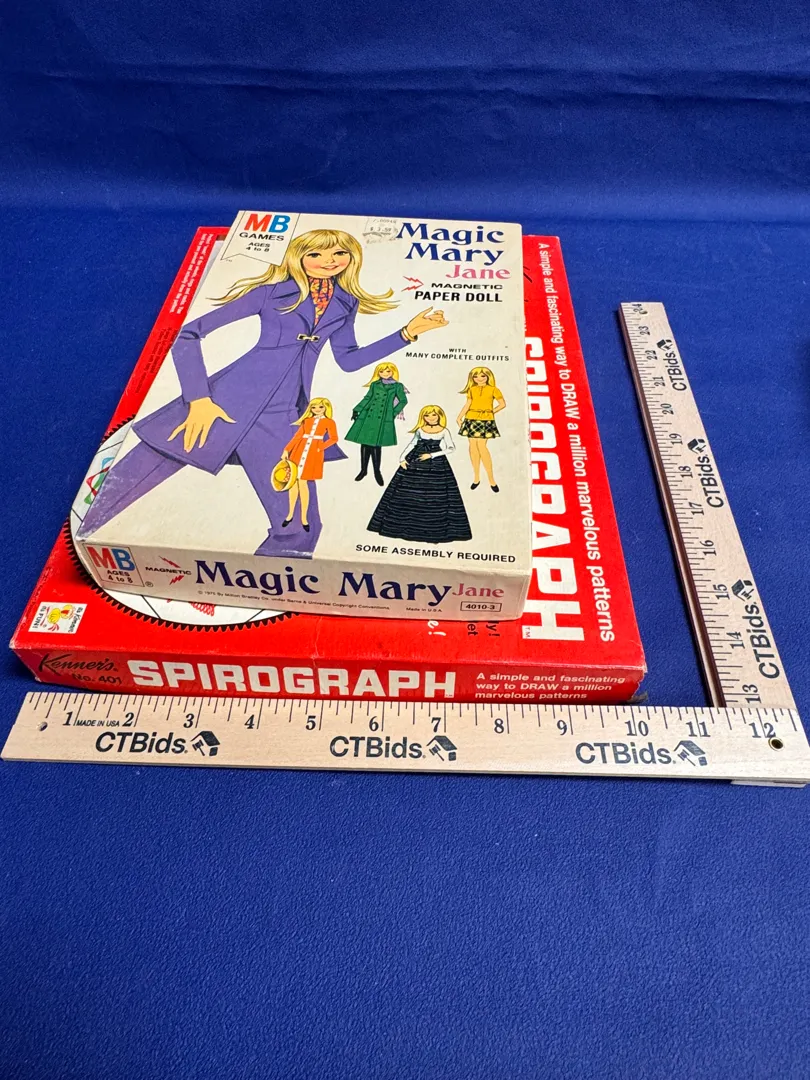 MB
GAMES
AGES
4 to 8
Magic
Mary
Jane
MAGNETIC
PAPER DOLL
WITH
MANY COMPLETE OUTFITS
SOME ASSEMBLY REQUIRED
MB
AGES
4 to 8
MAGNETIC
Magic Mary Jane
Made in U.S.A.
4010-3
A simple and fascinating way to DRAW a million marvelous patterns
SPIROGRAPH
Kenner's
No. 401
SPIROGRAPH
A simple and fascinating
way to DRAW a million
marvelous patterns
1 MADE IN USA 2 3 4 5 6 7 8 9 10 11 12
CTBids CTBids CTBids
24 23 22 21 20 19 18 17 16 15 14 13
CTBids CTBids CTBids